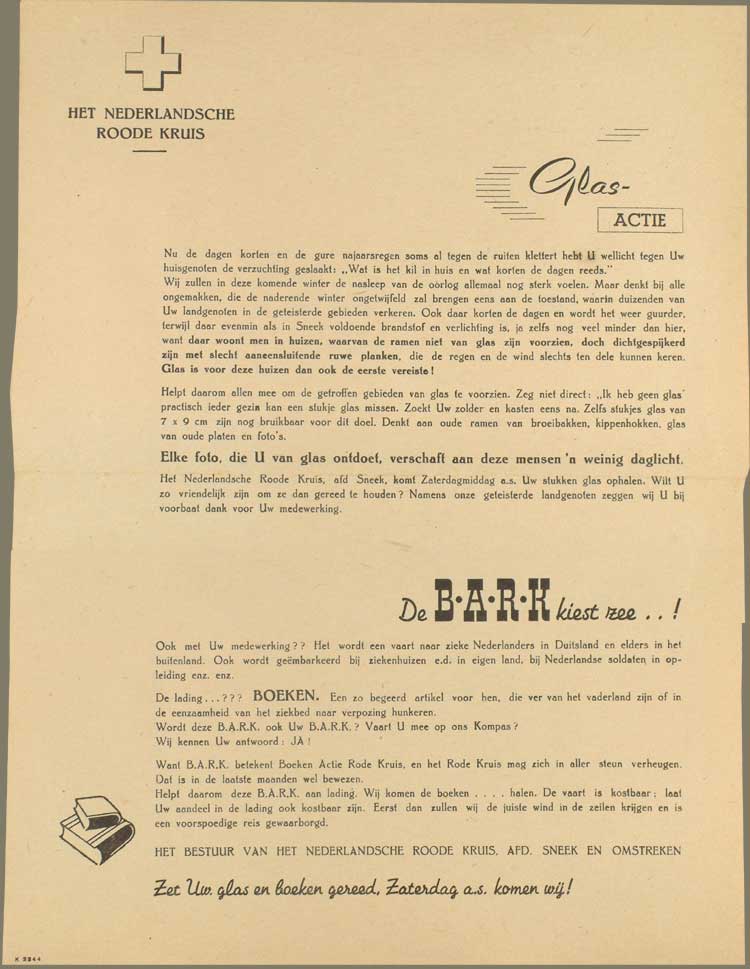 HET NEDERLANDSCHE
ROODE KRUIS
Glas-
ACTIE
Nu de dagen korten en de gure najaarsregen soms al tegen de ruiten klettert hebt U wellicht tegen Uw
huisgenoten de verzuchting geslaakt: „Wat is het kil in huis en wat korten de dagen reeds."
Wij zullen in deze komende winter de nasleep van de oorlog allemaal nog sterk voelen. Maar denkt bij alle
ongemakken, die de naderende winter ongetwijfeld zal brengen eens aan de toestand, waarin duizenden van
Uw landgenoten in de geteisterde gebieden verkeren. Ook daar korten de dagen en wordt het weer guurder,
terwijl daar evenmin als in Sneek voldoende brandstof en verlichting is, ja zelfs nog veel minder dan hier,
want daar woont men in huizen, waarvan de ramen niet van glas zijn voorzien, doch dichtgespijkerd
zijn met slecht aaneensluitende ruwe planken, die de regen en de wind slechts ten dele kunnen keren.
Glas is voor deze huizen dan ook de eerste vereiste!
Helpt daarom allen mee om de getroffen gebieden van glas te voorzien. Zeg niet direct: „Ik heb geen glas'
practisch ieder gezin kan een stukje glas missen. Zoekt Uw zolder en kasten eens na. Zelfs stukjes glas van
7 x 9 cm zijn nog bruikbaar voor dit doel. Denkt aan oude ramen van broeibakken, kippenhokken, glas
van oude platen en foto's.
Elke foto, die U van glas ontdoet, verschaft aan deze mensen 'n weinig daglicht.
Het Nederlandsche Roode Kruis, afd Sneek, komt Zaterdagmiddag a.s. Uw stukken glas ophalen. Wilt U
zo vriendelijk zijn om ze dan gereed te houden? Namens onze geteisterde landgenoten zeggen wij U bij
voorbaat dank voor Uw medewerking.
De B·A·R·K kiest zee . . !
Ook met Uw medewerking?? Het wordt een vaart naar zieke Nederlanders in Duitsland en elders in het
buitenland. Ook wordt geëmbarkeerd bij ziekenhuizen e.d. in eigen land, bij Nederlandse soldaten in op-
leiding enz. enz.
De lading...??? BOEKEN. Een zo begeerd artikel voor hen, die ver van het vaderland zijn of in
de eenzaamheid van het ziekbed naar verpozing hunkeren.
Wordt deze B.A.R.K. ook Uw B.A.R.K.? Vaart U mee op ons Kompas?
Wij kennen Uw antwoord: JA!
Want B.A.R.K. betekent Boeken Actie Rode Kruis, en het Rode Kruis mag zich in aller steun verheugen.
Dat is in de laatste maanden wel bewezen.
Helpt daarom deze B.A.R.K. aan lading. Wij komen de boeken . . . . halen. De vaart is kostbaar; laat
Uw aandeel in de lading ook kostbaar zijn. Eerst dan zullen wij de juiste wind in de zeilen krijgen en is
een voorspoedige reis gewaarborgd.
HET BESTUUR VAN HET NEDERLANDSCHE ROODE KRUIS. AFD. SNEEK EN OMSTREKEN
Zet Uw glas en boeken gereed, Zaterdag a.s. komen wij!
K 2244